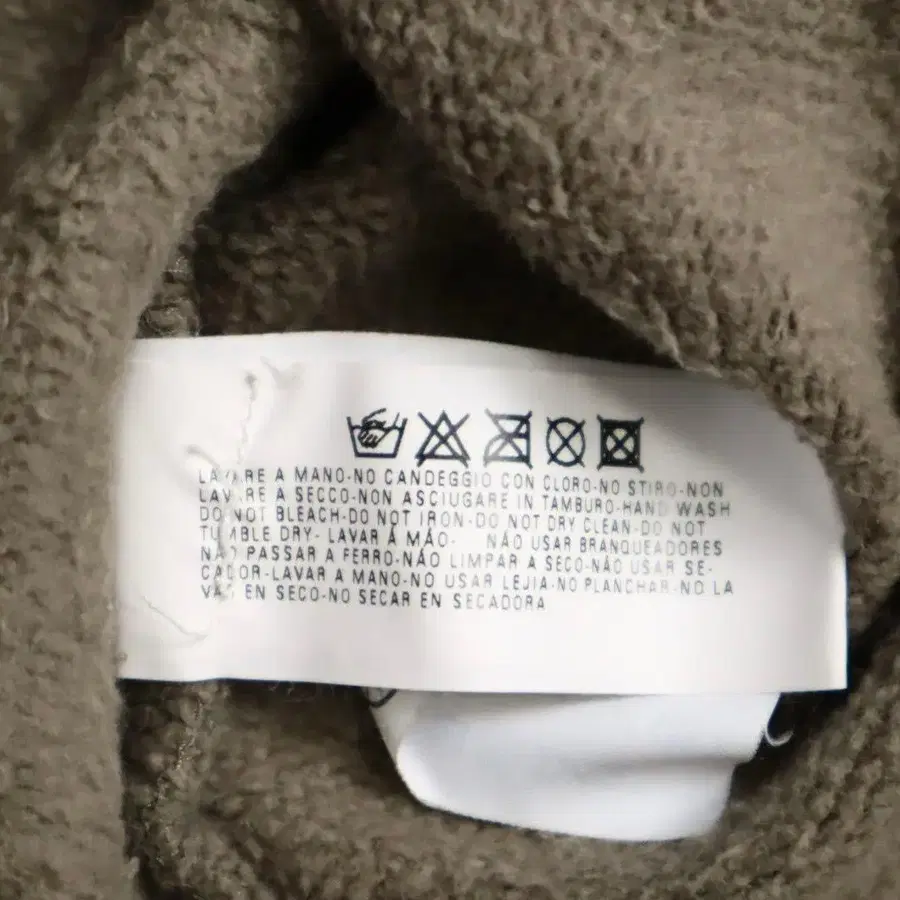 LAVARE A MANO-NO CANDEGGIO CON CLORO-NO STIRO-NON
LAVARE A SECCO-NON ASCIUGARE IN TAMBURO-HAND WASH
DO NOT BLEACH-DO NOT IRON-DO NOT DRY CLEAN-DO NOT
TUMBLE DRY- LAVAR Á MÃO- NÃO USAR BRANQUEADORES
NÃO PASSAR A FERRO-NÃO LIMPAR A SECO-NÃO USAR SE-
CADOR-LAVAR A MANO-NO USAR LEJIA-NO PLANCHAR-NO LA
VAR EN SECO-NO SECAR EN SECADORA